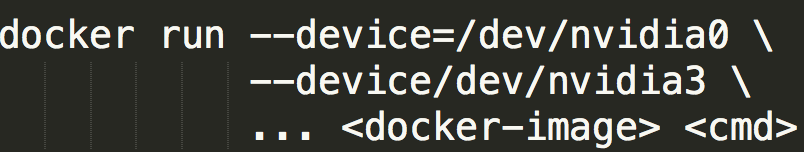 docker run --device=/dev/nvidia0 \
--device/dev/nvidia3 \
... <docker-image> <cmd>